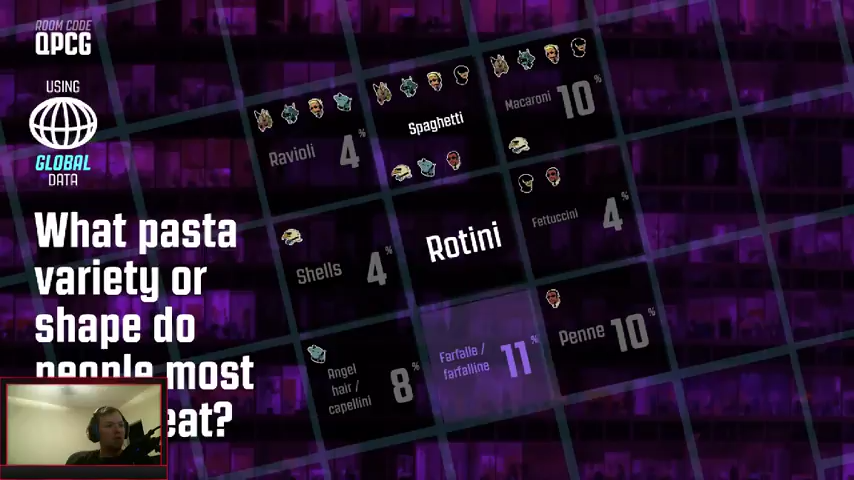 ROOM CODE
QPCG
USING
GLOBAL
DATA
What pasta
variety or
shape do
people most
eat?
Ravioli 4%
Spaghetti
Macaroni 10%
Shells 4%
Rotini
Fettuccini 4%
Angel
hair /
capellini 8%
Farfalle /
farfalline 11%
Penne 10%